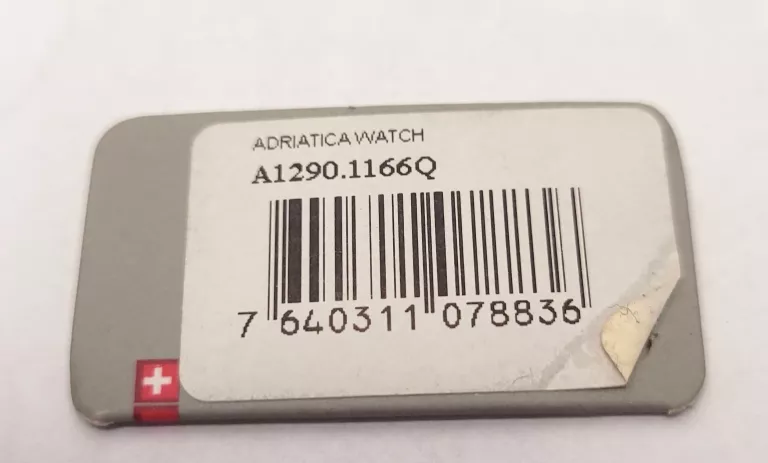 ADRIATICA WATCH
A1290.1166Q
7 640311 078836